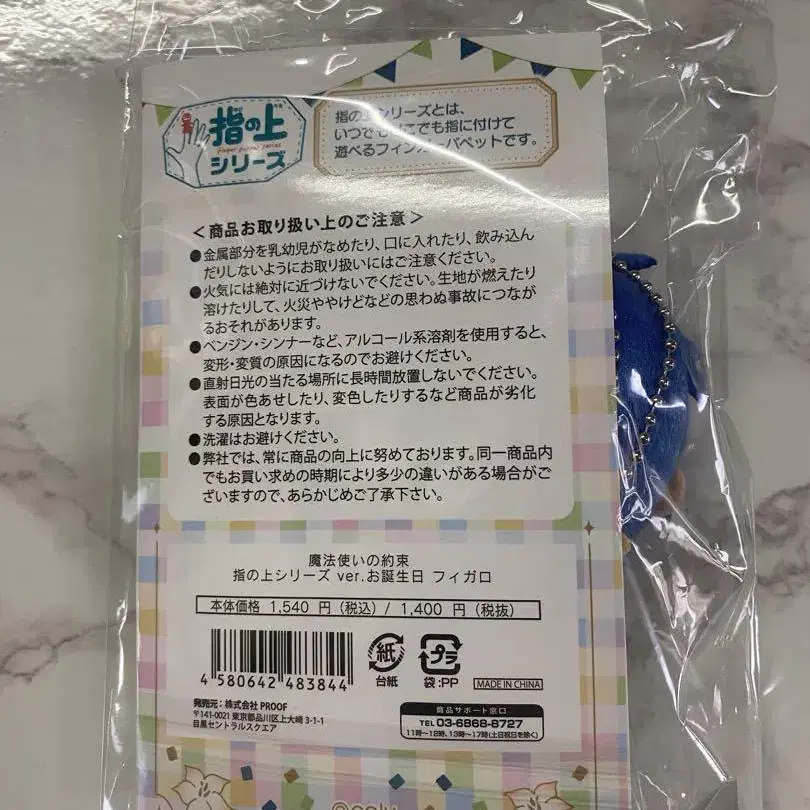 指の上
finger puppet series
シリーズ
指の上シリーズとは、
いつでもどこでも指に付けて
遊べるフィンガーパペットです。
＜商品お取り扱い上のご注意＞
●金属部分を乳幼児がなめたり、口に入れたり、飲み込ん
だりしないようにお取り扱いにはご注意ください。
●火気には絶対に近づけないでください。生地が燃えたり
溶けたりして、火災ややけどなどの思わぬ事故につなが
るおそれがあります。
●ベンジン・シンナーなど、アルコール系溶剤を使用すると、
変形・変質の原因になるのでお避けください。
●直射日光の当たる場所に長時間放置しないでください。
表面が色あせしたり、変色したりするなど商品が劣化
する原因となります。
●洗濯はお避けください。
●弊社では、常に商品の向上に努めております。同一商品内
でもお買い求めの時期により多少の違いがある場合がご
ざいますので、あらかじめご了承下さい。
魔法使いの約束
指の上シリーズ ver.お誕生日 フィガロ
本体価格 1,540 円（税込）/ 1,400 円（税抜）
4 580642 483844
紙
台紙
プラ
袋:PP
MADE IN CHINA
発売元：株式会社 PROOF
〒141-0021 東京都品川区上大崎 3-1-1
目黒セントラルスクエア
商品サポート窓口
TEL 03-6868-8727
11時～12時、13時～17時(土日祝日を除く)
©coly